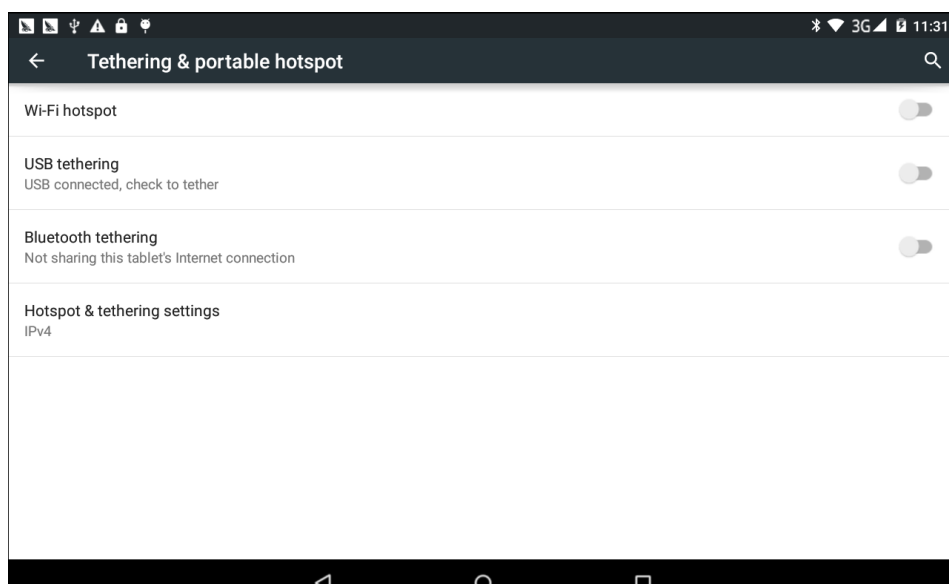 3G 11:31
Tethering & portable hotspot
Wi-Fi hotspot
USB tethering
USB connected, check to tether
Bluetooth tethering
Not sharing this tablet's Internet connection
Hotspot & tethering settings
IPv4